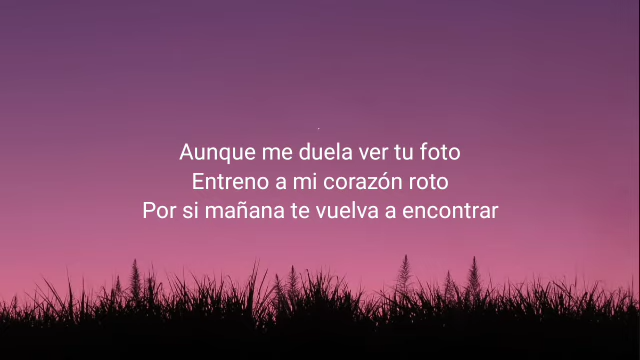 Aunque me duela ver tu foto
Entreno a mi corazón roto
Por si mañana te vuelva a encontrar